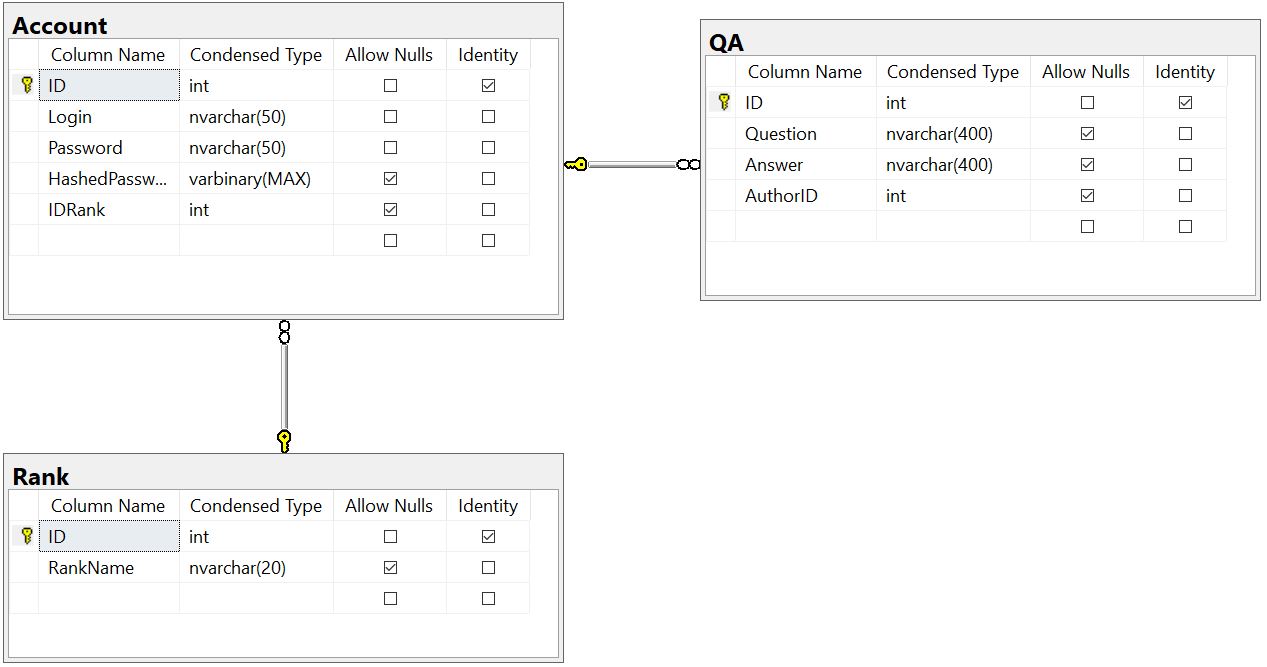 Account
Column Name Condensed Type Allow Nulls Identity
ID int
Login nvarchar(50)
Password nvarchar(50)
HashedPassw... varbinary(MAX)
IDRank int
QA
Column Name Condensed Type Allow Nulls Identity
ID int
Question nvarchar(400)
Answer nvarchar(400)
AuthorID int
Rank
Column Name Condensed Type Allow Nulls Identity
ID int
RankName nvarchar(20)